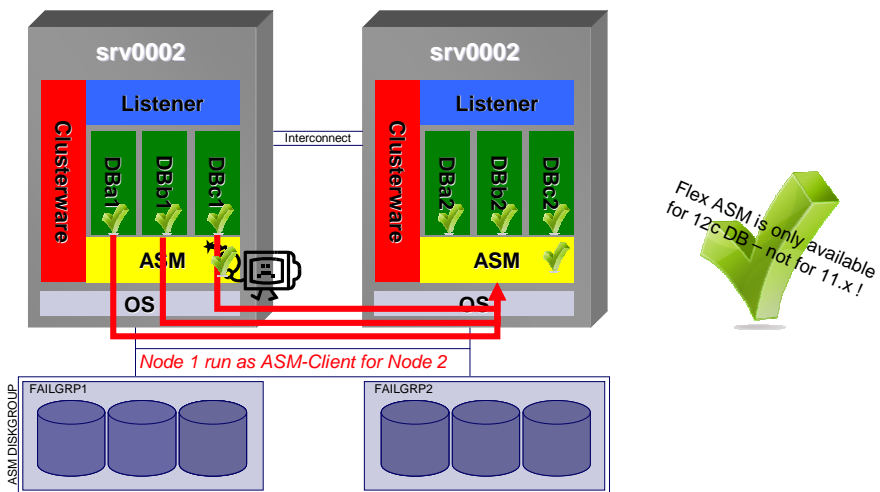 srv0002
Listener
Clusterware
DBa1
DBb1
DBc1
ASM
OS
Interconnect
srv0002
Listener
Clusterware
DBa2
DBb2
DBc2
ASM
OS
Flex ASM is only available
for 12c DB – not for 11.x !
Node 1 run as ASM-Client for Node 2
ASM DISKGROUP
FAILGRP1
FAILGRP2